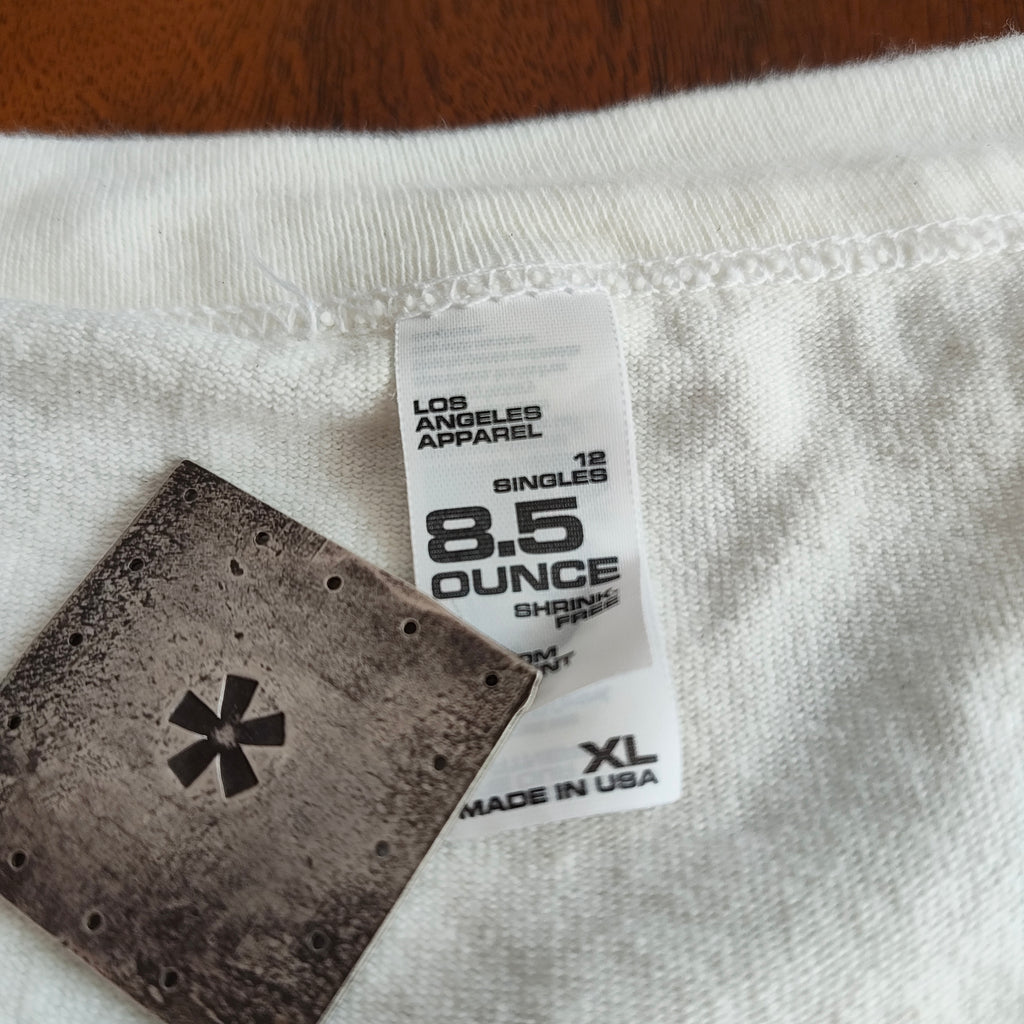 LOS
ANGELES
APPAREL
12
SINGLES
8.5
OUNCE
SHRINK-
FREE
XL
MADE IN USA